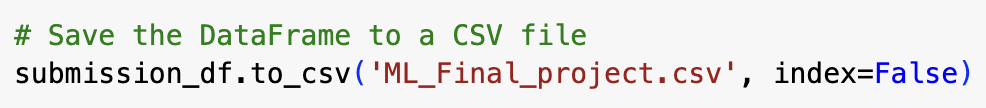 # Save the DataFrame to a CSV file
submission_df.to_csv('ML_Final_project.csv', index=False)